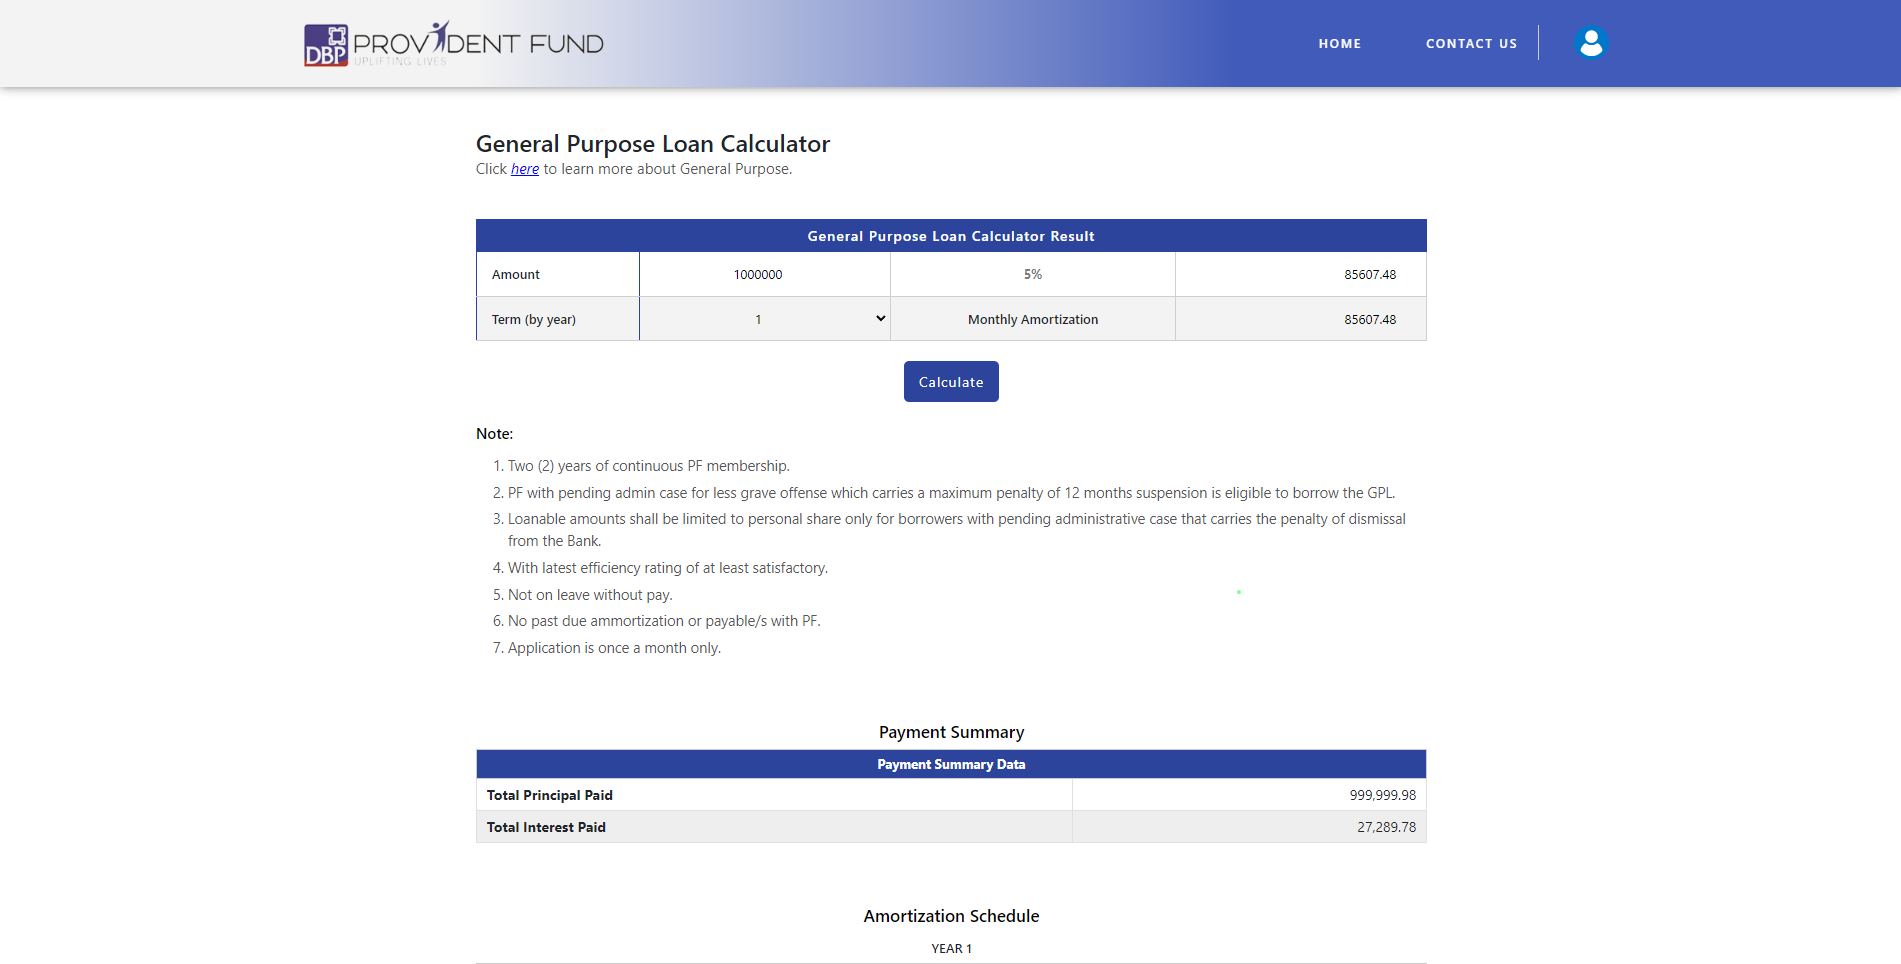 DBP PROVIDENT FUND
UPLIFTING LIVES
HOME
CONTACT US
General Purpose Loan Calculator
Click here to learn more about General Purpose.
General Purpose Loan Calculator Result
Amount 1000000 5% 85607.48
Term (by year) 1 Monthly Amortization 85607.48
Calculate
Note:
1. Two (2) years of continuous PF membership.
2. PF with pending admin case for less grave offense which carries a maximum penalty of 12 months suspension is eligible to borrow the GPL.
3. Loanable amounts shall be limited to personal share only for borrowers with pending administrative case that carries the penalty of dismissal
from the Bank.
4. With latest efficiency rating of at least satisfactory.
5. Not on leave without pay.
6. No past due ammortization or payable/s with PF.
7. Application is once a month only.
Payment Summary
Payment Summary Data
Total Principal Paid 999,999.98
Total Interest Paid 27,289.78
Amortization Schedule
YEAR 1